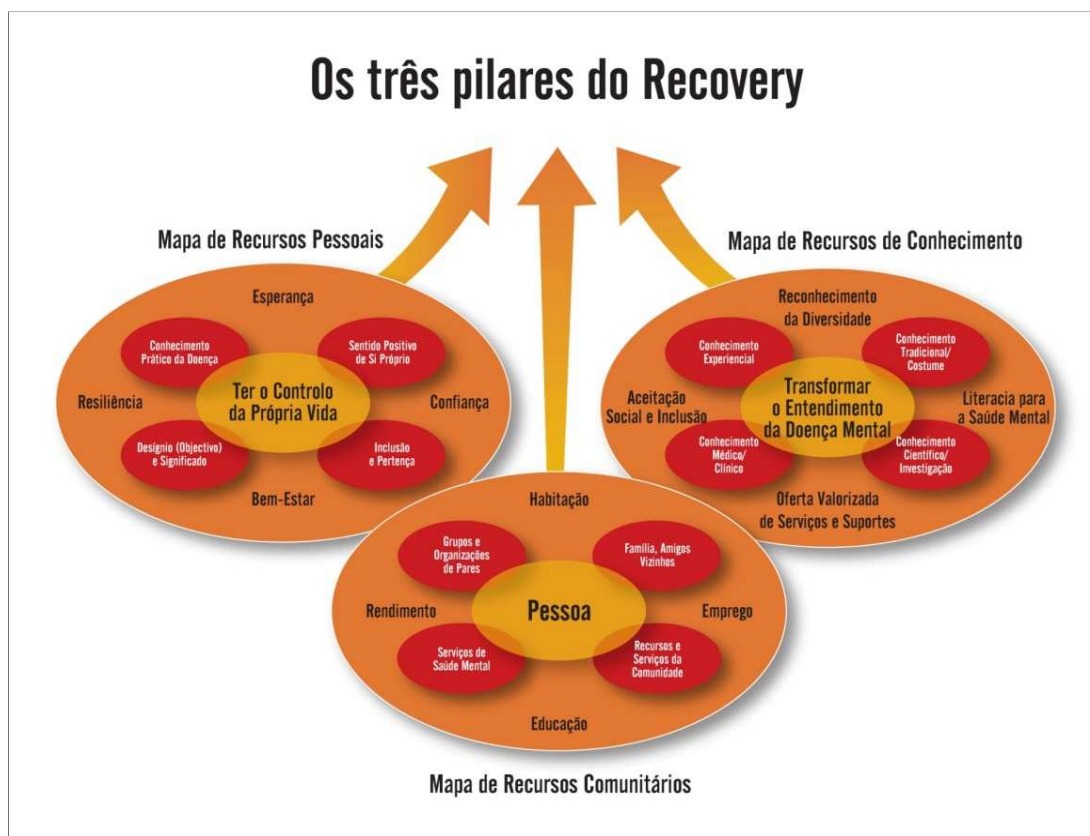 Os três pilares do Recovery
Mapa de Recursos Pessoais
Esperança
Conhecimento
Prático da Doença
Sentido Positivo
de Si Próprio
Resiliência
Ter o Controlo
da Própria Vida
Confiança
Desígnio (Objectivo)
e Significado
Inclusão
e Pertença
Bem-Estar
Mapa de Recursos de Conhecimento
Reconhecimento
da Diversidade
Conhecimento
Experiencial
Conhecimento
Tradicional/
Costume
Aceitação
Social e Inclusão
Transformar
o Entendimento
da Doença Mental
Literacia para
a Saúde Mental
Conhecimento
Médico/
Clínico
Conhecimento
Científico/
Investigação
Oferta Valorizada
de Serviços e Suportes
Habitação
Grupos e
Organizações
de Pares
Família, Amigos
Vizinhos
Rendimento
Pessoa
Emprego
Serviços de
Saúde Mental
Recursos e
Serviços da
Comunidade
Educação
Mapa de Recursos Comunitários